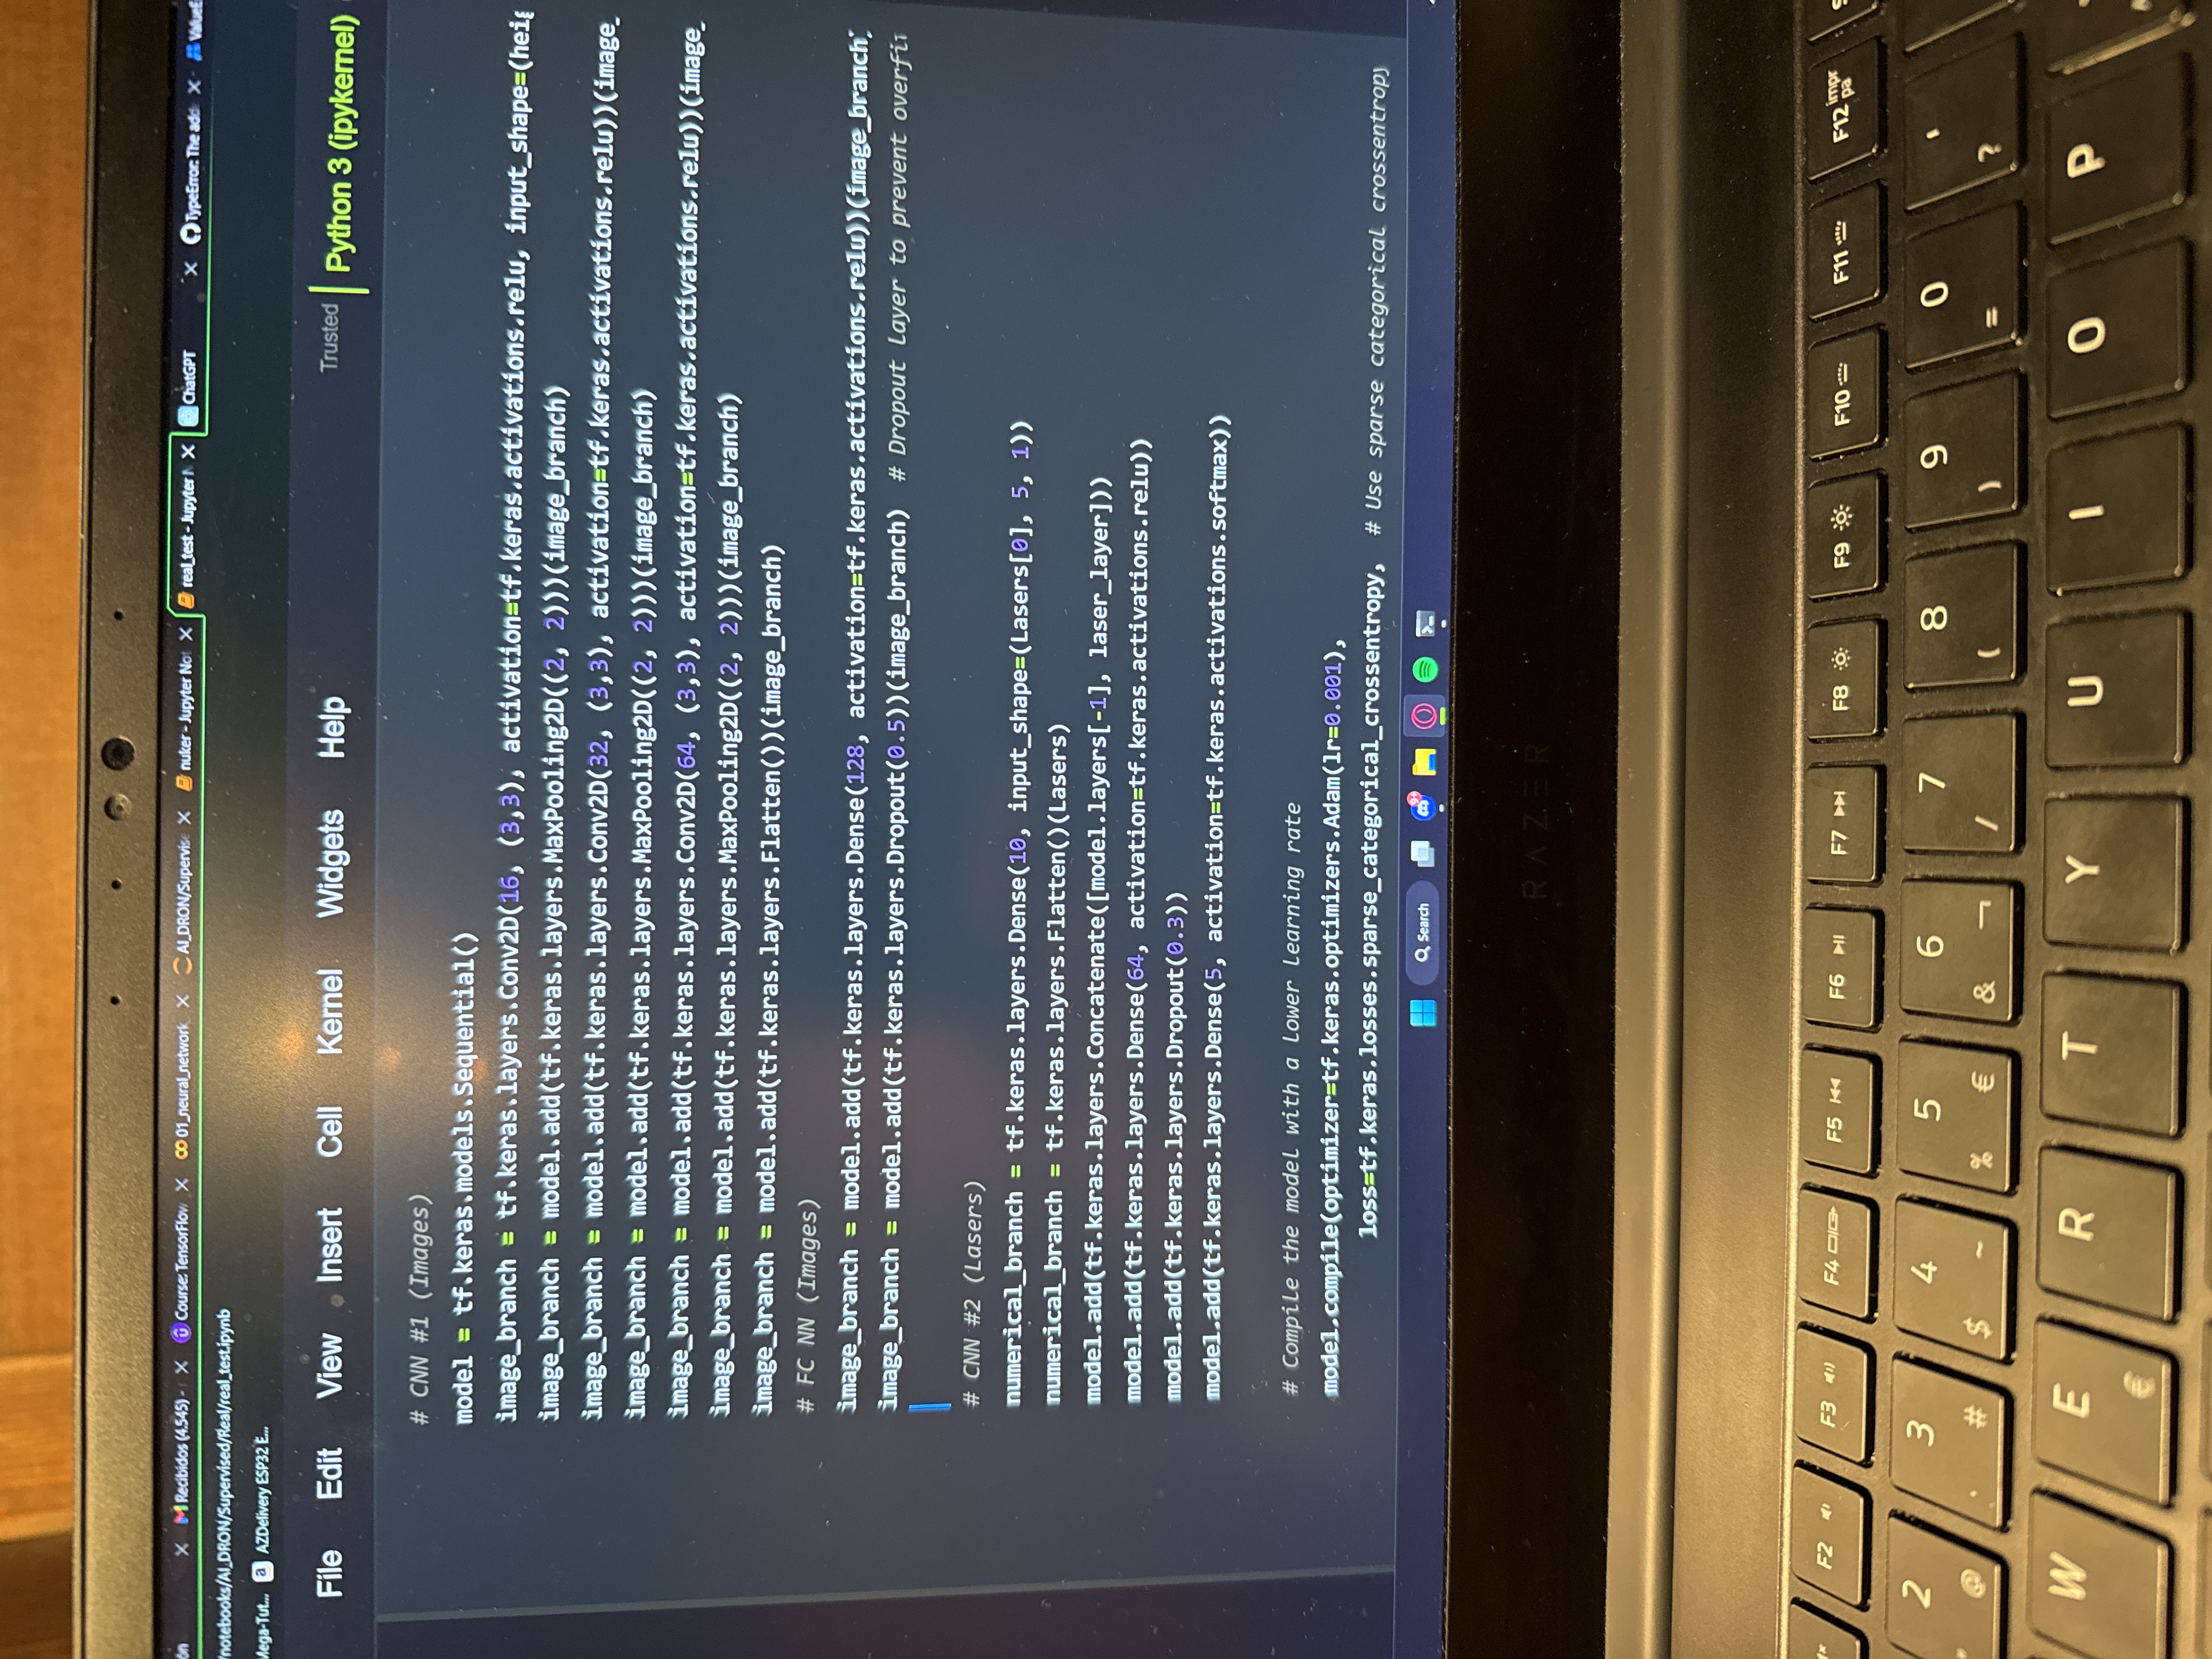 ón Recibidos (4.545) - Course: TensorFlow 01_neural_network AI_DRON/Supervise nuker - Jupyter Not real_test - Jupyter N ChatGPT TypeError: The add ValueE
/notebooks/AI_DRON/Supervised/Real/real_test.ipynb
Mega-Tut... a AZDelivery ESP32 E...
File Edit View Insert Cell Kernel Widgets Help Trusted Python 3 (ipykernel)
# CNN #1 (Images)
model = tf.keras.models.Sequential()
image_branch = tf.keras.layers.Conv2D(16, (3,3), activation=tf.keras.activations.relu, input_shape=(heig
image_branch = model.add(tf.keras.layers.MaxPooling2D((2, 2)))(image_branch)
image_branch = model.add(tf.keras.layers.Conv2D(32, (3,3), activation=tf.keras.activations.relu))(image_
image_branch = model.add(tf.keras.layers.MaxPooling2D((2, 2)))(image_branch)
image_branch = model.add(tf.keras.layers.Conv2D(64, (3,3), activation=tf.keras.activations.relu))(image_
image_branch = model.add(tf.keras.layers.MaxPooling2D((2, 2)))(image_branch)
image_branch = model.add(tf.keras.layers.Flatten())(image_branch)
# FC NN (Images)
image_branch = model.add(tf.keras.layers.Dense(128, activation=tf.keras.activations.relu))(image_branch)
image_branch = model.add(tf.keras.layers.Dropout(0.5))(image_branch) # Dropout layer to prevent overfit
# CNN #2 (Lasers)
numerical_branch = tf.keras.layers.Dense(10, input_shape=(Lasers[0], 5, 1))
numerical_branch = tf.keras.layers.Flatten()(Lasers)
model.add(tf.keras.layers.Concatenate([model.layers[-1], laser_layer]))
model.add(tf.keras.layers.Dense(64, activation=tf.keras.activations.relu))
model.add(tf.keras.layers.Dropout(0.3))
model.add(tf.keras.layers.Dense(5, activation=tf.keras.activations.softmax))
# Compile the model with a lower learning rate
model.compile(optimizer=tf.keras.optimizers.Adam(lr=0.001),
loss=tf.keras.losses.sparse_categorical_crossentropy, # Use sparse categorical crossentropy
Search 9+
RAZER
F2 F3 F4 F5 F6 F7 F8 F9 F10 F11 F12 impr pa
2 3 4 5 6 7 8 9 0 '
" @ · # $ ~ % € & ¬ / ( ) = ?
W E R T Y U I O P
€